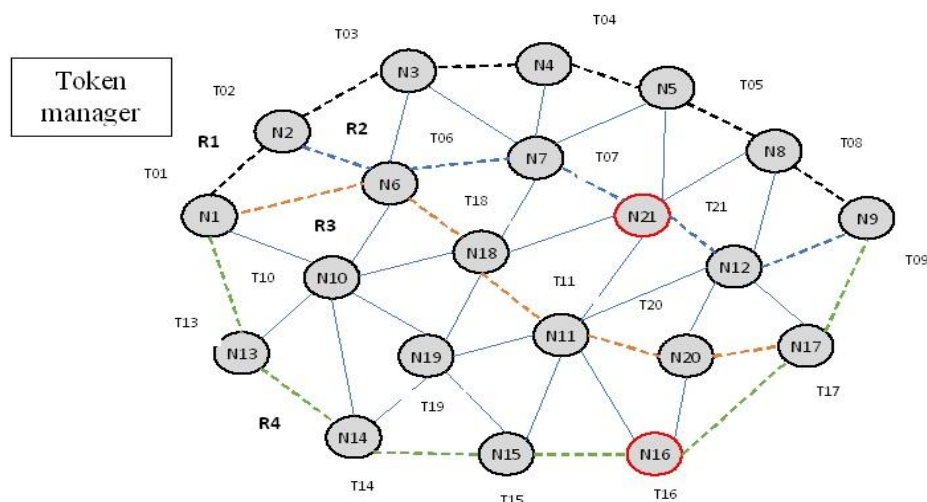 T04
T03
N4
N3
Token
manager
N5
T05
T02
R2
N2
T06
N7
T07
N8
T08
R1
T01
N6
T18
T21
N1
R3
N21
N9
N18
N12
T09
T10
N10
T11
T20
T13
N11
N17
N13
N19
N20
T17
R4
T19
N14
N15
N16
T14
T15
T16